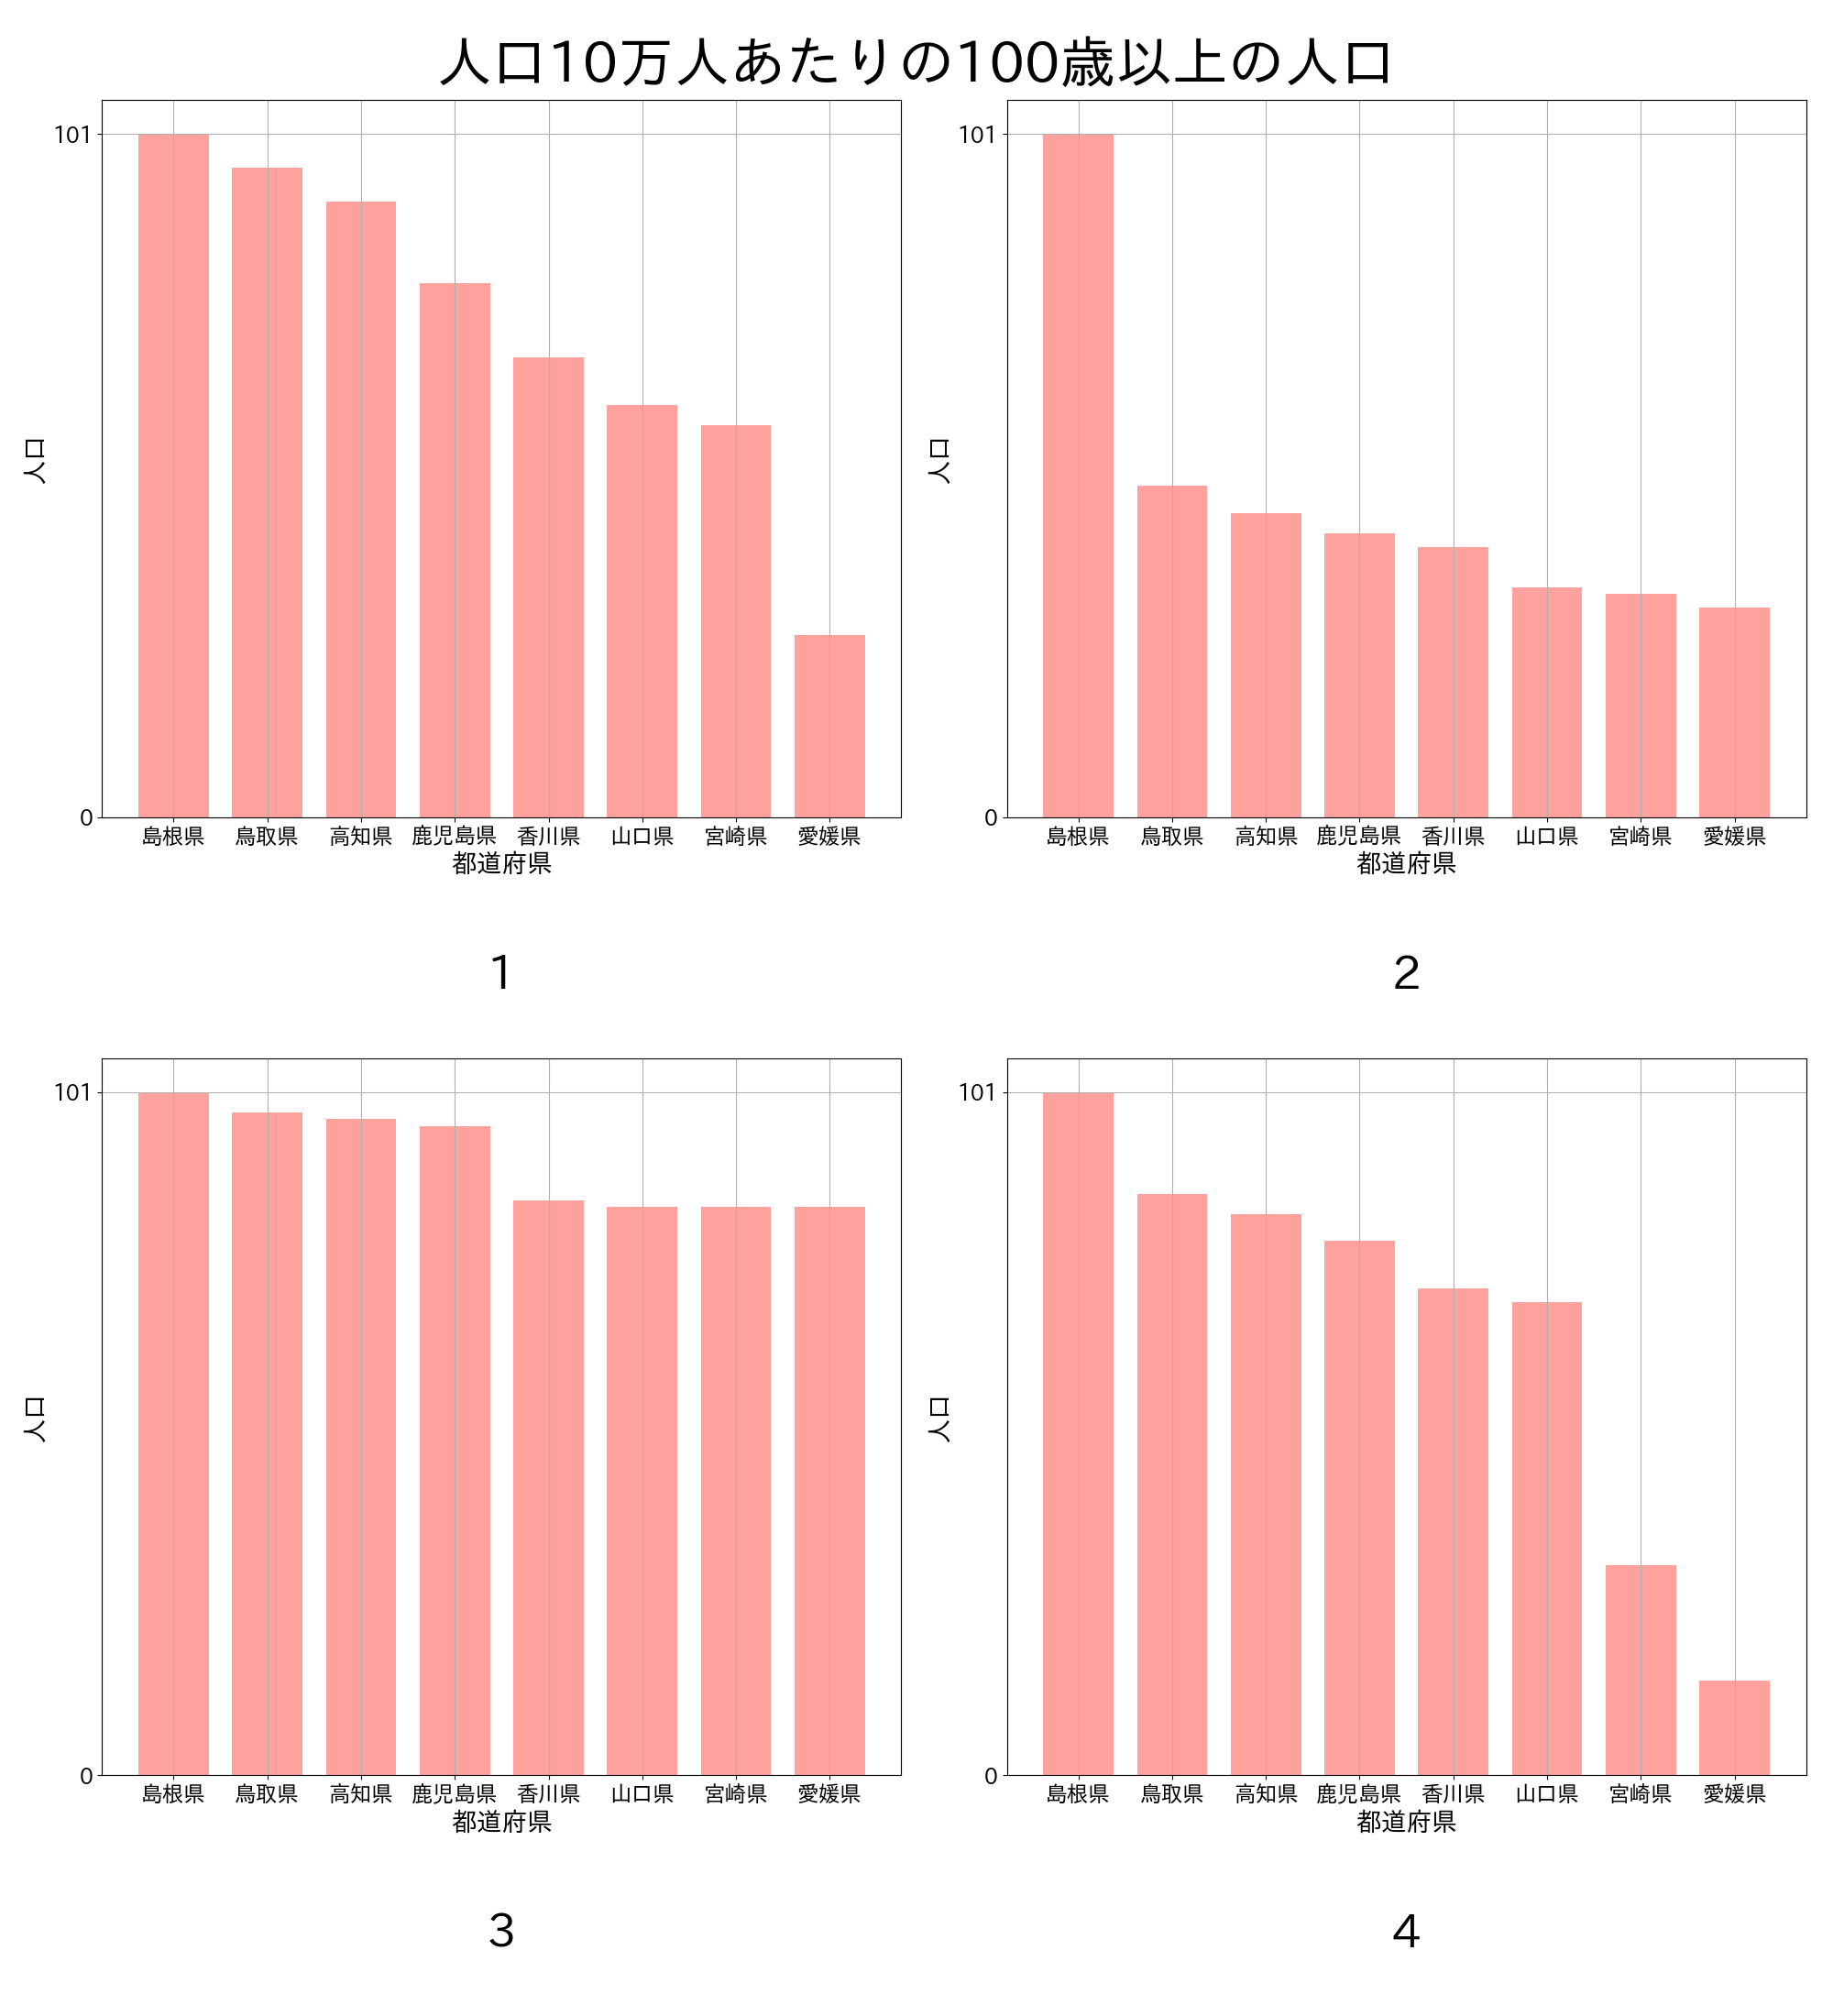 人口10万人あたりの100歳以上の人口
101
0
人口
島根県 鳥取県 高知県 鹿児島県 香川県 山口県 宮崎県 愛媛県
都道府県
1
101
0
人口
島根県 鳥取県 高知県 鹿児島県 香川県 山口県 宮崎県 愛媛県
都道府県
2
101
0
人口
島根県 鳥取県 高知県 鹿児島県 香川県 山口県 宮崎県 愛媛県
都道府県
3
101
0
人口
島根県 鳥取県 高知県 鹿児島県 香川県 山口県 宮崎県 愛媛県
都道府県
4